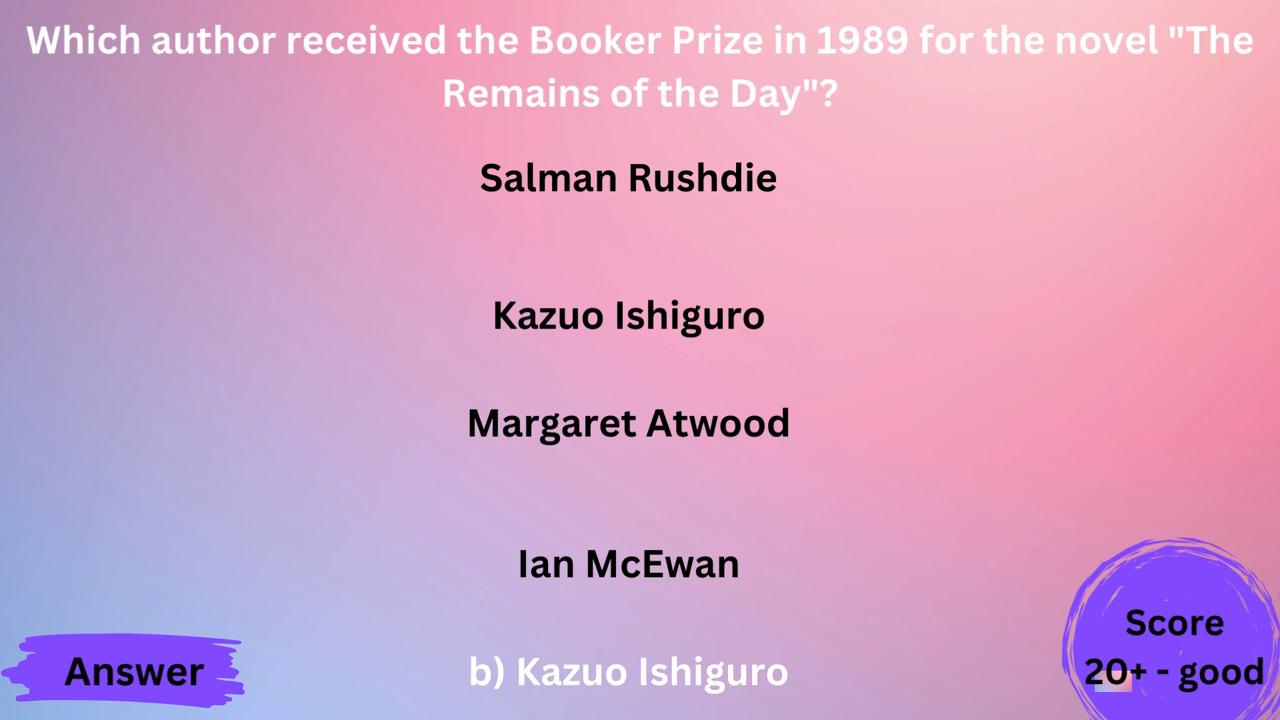 Which author received the Booker Prize in 1989 for the novel "The
Remains of the Day"?
Salman Rushdie
Kazuo Ishiguro
Margaret Atwood
Ian McEwan
Answer
b) Kazuo Ishiguro
Score
20+ - good